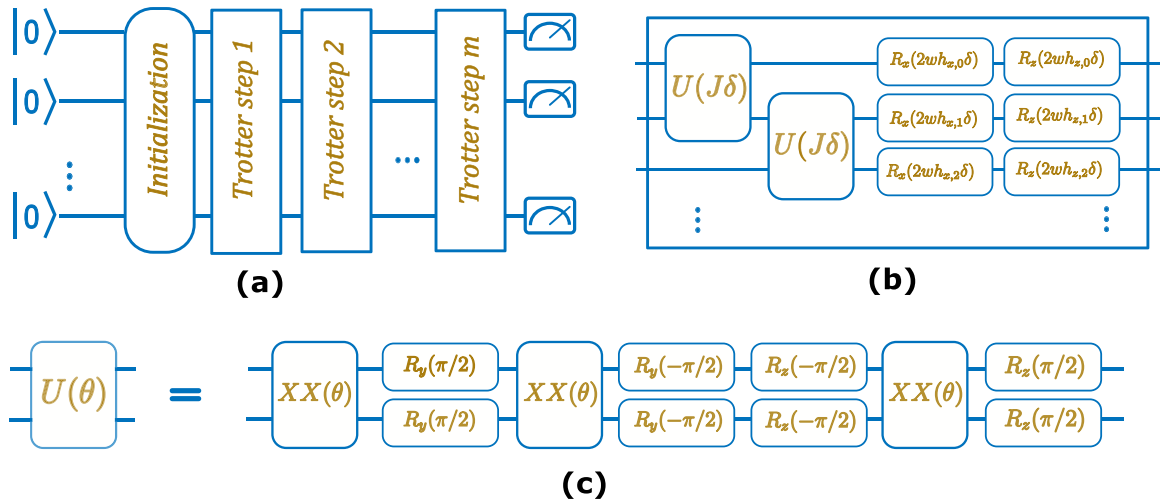 |0⟩
|0⟩
⋮
|0⟩
Initialization
Trotter step 1
Trotter step 2
...
Trotter step m
(a)
U(Jδ)
U(Jδ)
R_x(2wh_{x,0}δ) R_z(2wh_{z,0}δ)
R_x(2wh_{x,1}δ) R_z(2wh_{z,1}δ)
R_x(2wh_{x,2}δ) R_z(2wh_{z,2}δ)
⋮ ⋮
(b)
U(θ) = XX(θ) R_y(π/2) XX(θ) R_y(−π/2) R_z(−π/2) XX(θ) R_z(π/2)
R_y(π/2) R_y(−π/2) R_z(−π/2) R_z(π/2)
(c)